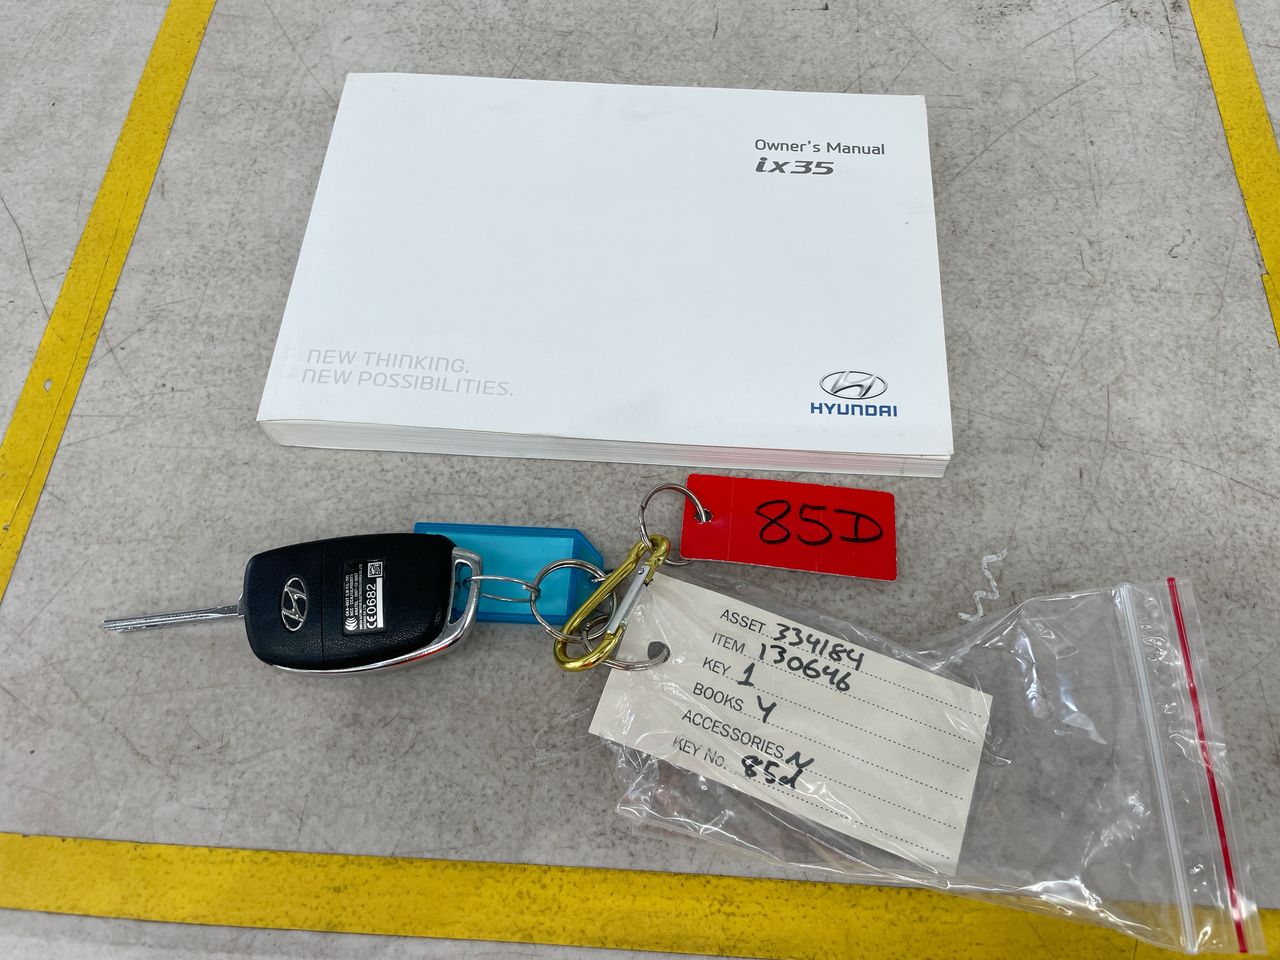 Owner's Manual
ix35
NEW THINKING.
NEW POSSIBILITIES.
HYUNDAI
85D
CE0682
ASSET 334184
ITEM 130646
KEY 1
BOOKS Y
ACCESSORIES N
KEY No. 85d